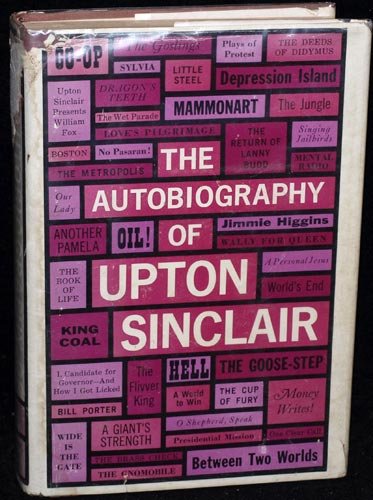 CO-OP
The Goslings
Plays of
Protest
THE DEEDS
OF
DIDYMUS
SYLVIA
LITTLE
STEEL
Depression Island
Upton
Sinclair
Presents
William
Fox
DRAGON'S
TEETH
The Wet Parade
MAMMONART
The Jungle
LOVE'S PILGRIMAGE
THE
RETURN OF
LANNY
BUDD
Singing
Jailbirds
BOSTON
No Pasaran!
THE
MENTAL
RADIO
THE METROPOLIS
Our
Lady
AUTOBIOGRAPHY
ANOTHER
PAMELA
OIL!
OF
Jimmie Higgins
WALLY FOR QUEEN
THE
BOOK OF
LIFE
UPTON
A Personal Jesus
World's End
KING
COAL
SINCLAIR
I, Candidate for
Governor—And
How I Got Licked
The
Flivver
King
HELL
THE GOOSE-STEP
A World
to Win
THE CUP
OF FURY
Money
Writes!
BILL PORTER
O Shepherd, Speak
WIDE IS
THE GATE
A GIANT'S
STRENGTH
Presidential Mission
One Clear Call
THE BRASS CHECK
THE GNOMOBILE
Between Two Worlds